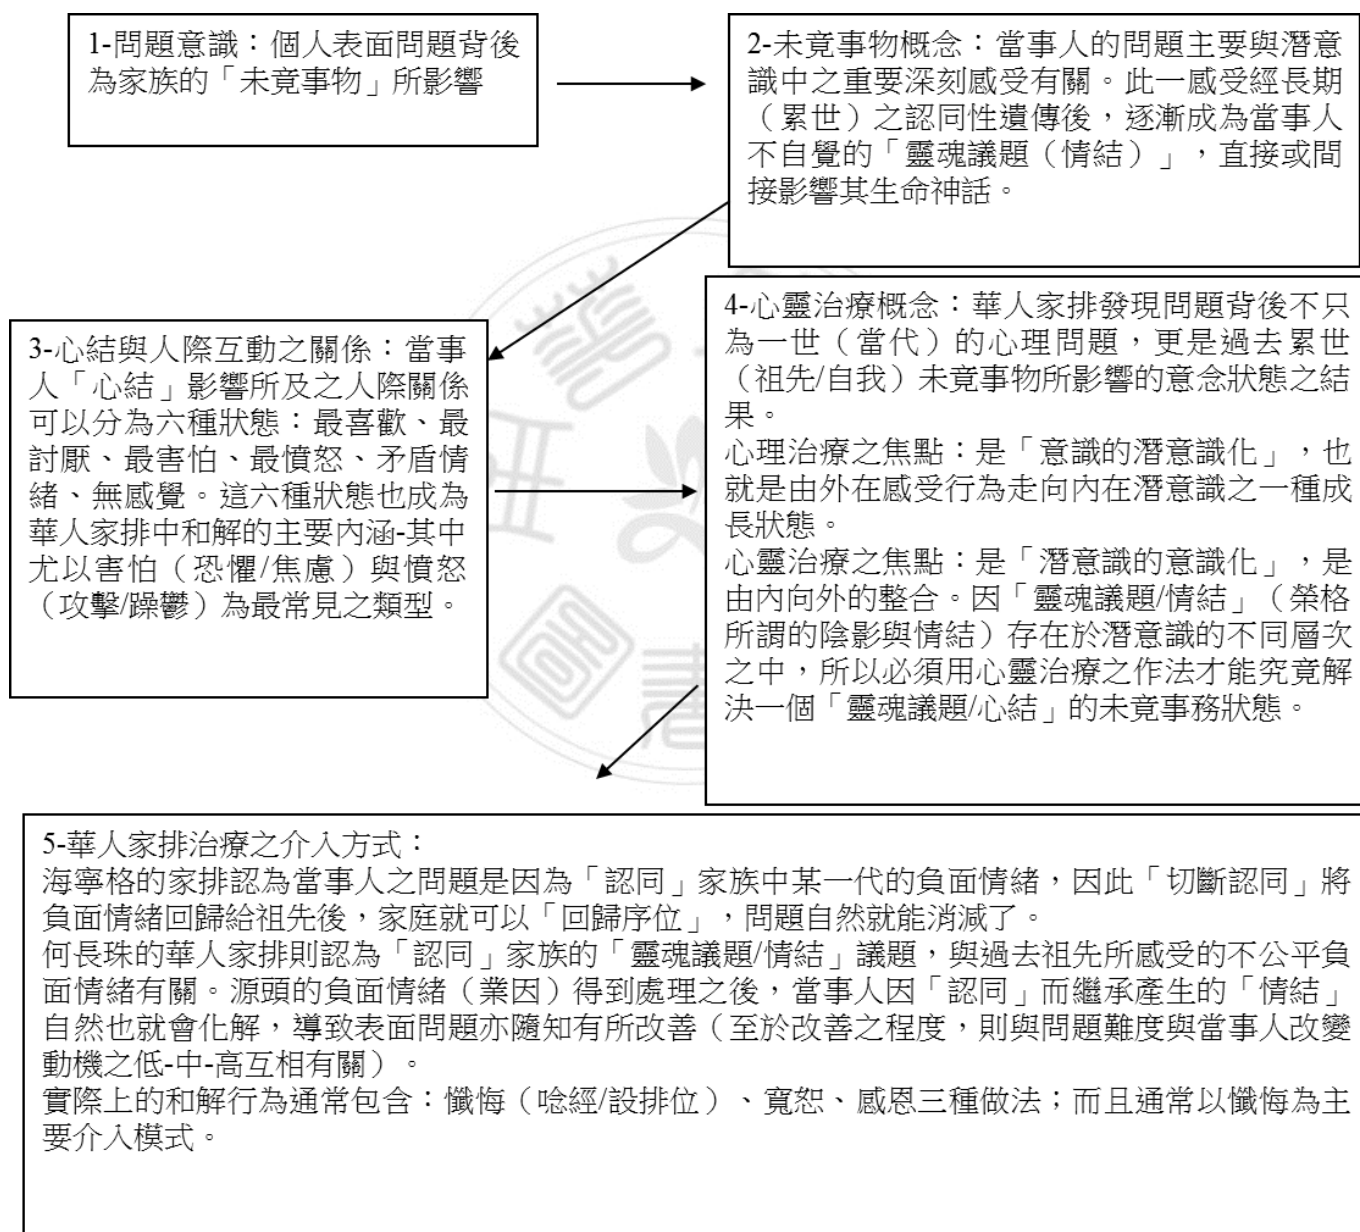 1-問題意識：個人表面問題背後
為家族的「未竟事物」所影響
2-未竟事物概念：當事人的問題主要與潛意
識中之重要深刻感受有關。此一感受經長期
（累世）之認同性遺傳後，逐漸成為當事人
不自覺的「靈魂議題（情結）」，直接或間
接影響其生命神話。
3-心結與人際互動之關係：當事
人「心結」影響所及之人際關係
可以分為六種狀態：最喜歡、最
討厭、最害怕、最憤怒、矛盾情
緒、無感覺。這六種狀態也成為
華人家排中和解的主要內涵-其中
尤以害怕（恐懼/焦慮）與憤怒
（攻擊/躁鬱）為最常見之類型。
4-心靈治療概念：華人家排發現問題背後不只
為一世（當代）的心理問題，更是過去累世
（祖先/自我）未竟事物所影響的意念狀態之結
果。
心理治療之焦點：是「意識的潛意識化」，也
就是由外在感受行為走向內在潛意識之一種成
長狀態。
心靈治療之焦點：是「潛意識的意識化」，是
由內向外的整合。因「靈魂議題/情結」（榮格
所謂的陰影與情結）存在於潛意識的不同層次
之中，所以必須用心靈治療之作法才能究竟解
決一個「靈魂議題/心結」的未竟事務狀態。
5-華人家排治療之介入方式：
海寧格的家排認為當事人之問題是因為「認同」家族中某一代的負面情緒，因此「切斷認同」將
負面情緒回歸給祖先後，家庭就可以「回歸序位」，問題自然就能消減了。
何長珠的華人家排則認為「認同」家族的「靈魂議題/情結」議題，與過去祖先所感受的不公平負
面情緒有關。源頭的負面情緒（業因）得到處理之後，當事人因「認同」而繼承產生的「情結」
自然也就會化解，導致表面問題亦隨知有所改善（至於改善之程度，則與問題難度與當事人改變
動機之低-中-高互相有關）。
實際上的和解行為通常包含：懺悔（唸經/設排位）、寬恕、感恩三種做法；而且通常以懺悔為主
要介入模式。